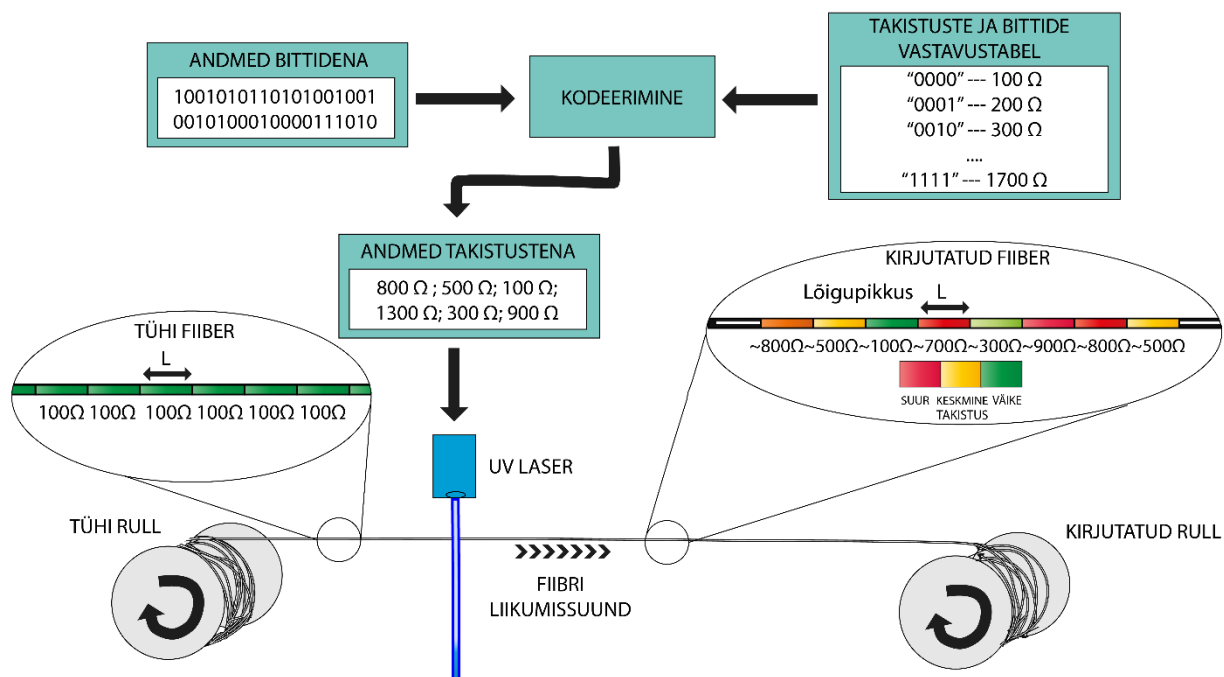 ANDMED BITTIDENA
1001010110101001001
0010100010000111010
KODEERIMINE
TAKISTUSTE JA BITTIDE
VASTAVUSTABEL
“0000” --- 100 Ω
“0001” --- 200 Ω
“0010” --- 300 Ω
....
“1111” --- 1700 Ω
ANDMED TAKISTUSTENA
800 Ω ; 500 Ω; 100 Ω;
1300 Ω; 300 Ω; 900 Ω
TÜHI FIIBER
L
100Ω 100Ω 100Ω 100Ω 100Ω 100Ω
KIRJUTATUD FIIBER
Lõigupikkus L
~800Ω~500Ω~100Ω~700Ω~300Ω~900Ω~800Ω~500Ω
SUUR KESKMINE VÄIKE
TAKISTUS
UV LASER
TÜHI RULL
FIIBRI
LIIKUMISSUUND
KIRJUTATUD RULL